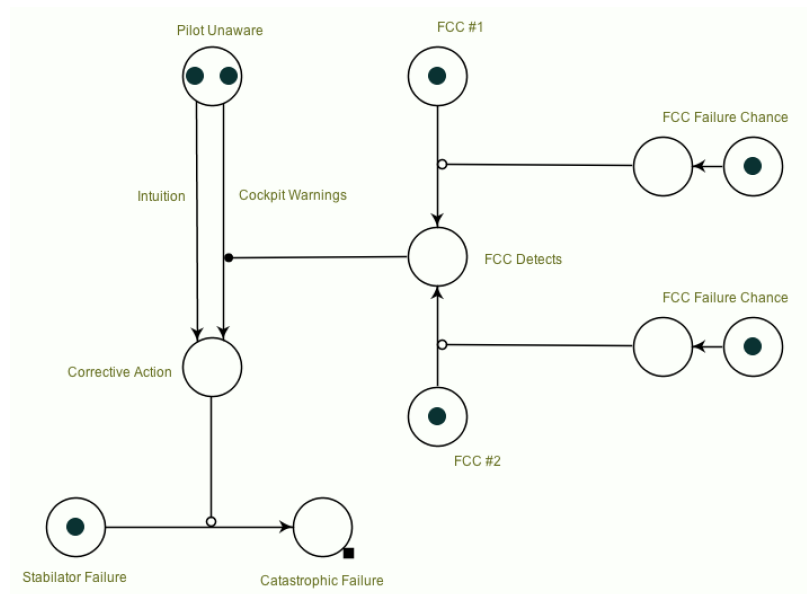 Pilot Unaware
FCC #1
FCC Failure Chance
Intuition
Cockpit Warnings
FCC Detects
FCC Failure Chance
Corrective Action
FCC #2
Stabilator Failure
Catastrophic Failure